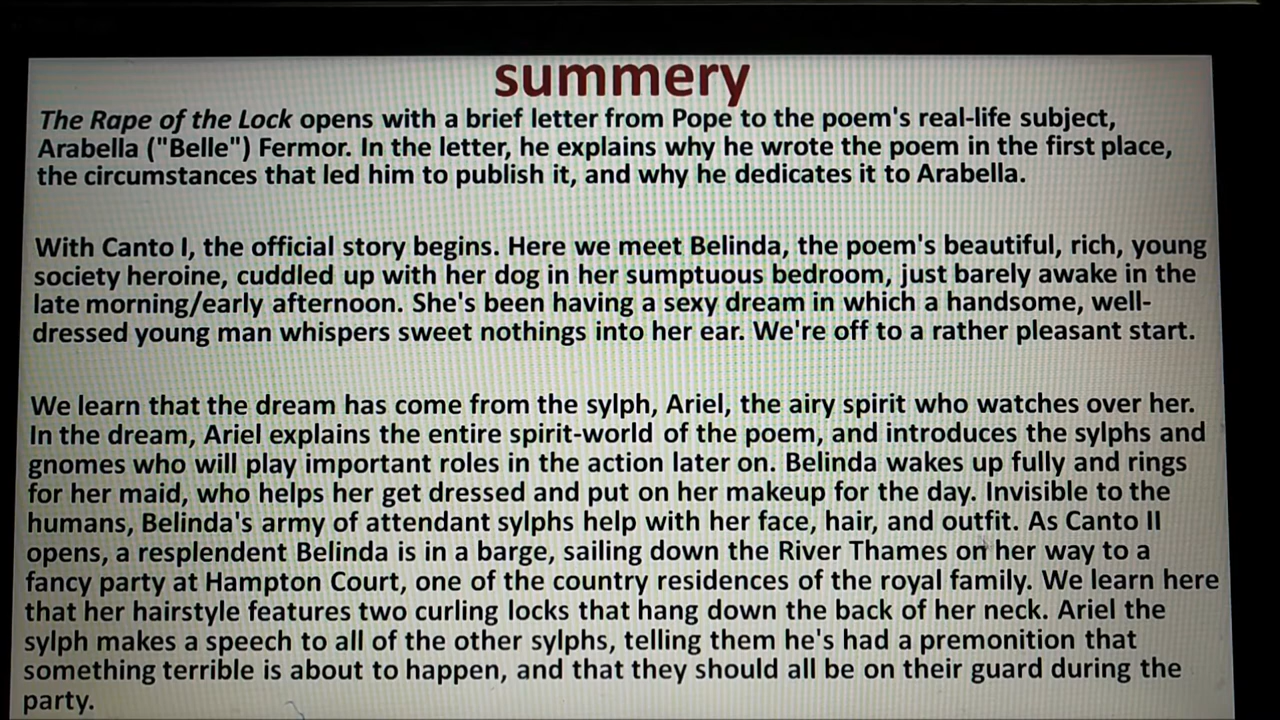 summery
The Rape of the Lock opens with a brief letter from Pope to the poem's real-life subject,
Arabella ("Belle") Fermor. In the letter, he explains why he wrote the poem in the first place,
the circumstances that led him to publish it, and why he dedicates it to Arabella.
With Canto I, the official story begins. Here we meet Belinda, the poem's beautiful, rich, young
society heroine, cuddled up with her dog in her sumptuous bedroom, just barely awake in the
late morning/early afternoon. She's been having a sexy dream in which a handsome, well-
dressed young man whispers sweet nothings into her ear. We're off to a rather pleasant start.
We learn that the dream has come from the sylph, Ariel, the airy spirit who watches over her.
In the dream, Ariel explains the entire spirit-world of the poem, and introduces the sylphs and
gnomes who will play important roles in the action later on. Belinda wakes up fully and rings
for her maid, who helps her get dressed and put on her makeup for the day. Invisible to the
humans, Belinda's army of attendant sylphs help with her face, hair, and outfit. As Canto II
opens, a resplendent Belinda is in a barge, sailing down the River Thames on her way to a
fancy party at Hampton Court, one of the country residences of the royal family. We learn here
that her hairstyle features two curling locks that hang down the back of her neck. Ariel the
sylph makes a speech to all of the other sylphs, telling them he's had a premonition that
something terrible is about to happen, and that they should all be on their guard during the
party.